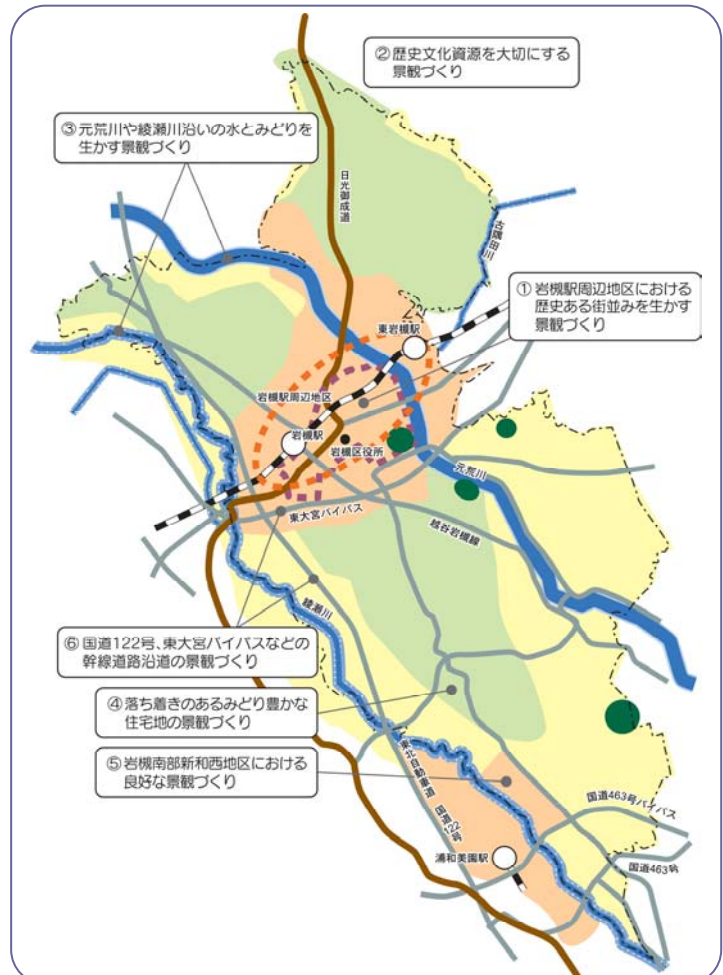 ② 歴史文化資源を大切にする
景観づくり
③ 元荒川や綾瀬川沿いの水とみどりを
生かす景観づくり
日光御成道
古隅田川
① 岩槻駅周辺地区における
歴史ある街並みを生かす
景観づくり
東岩槻駅
岩槻駅周辺地区
岩槻駅
岩槻区役所
元荒川
東大宮バイパス
越谷岩槻線
綾瀬川
⑥ 国道122号、東大宮バイパスなどの
幹線道路沿道の景観づくり
④ 落ち着きのあるみどり豊かな
住宅地の景観づくり
⑤ 岩槻南部新和西地区における
良好な景観づくり
東北自動車道
国道122号
国道463号バイパス
浦和美園駅
国道463号